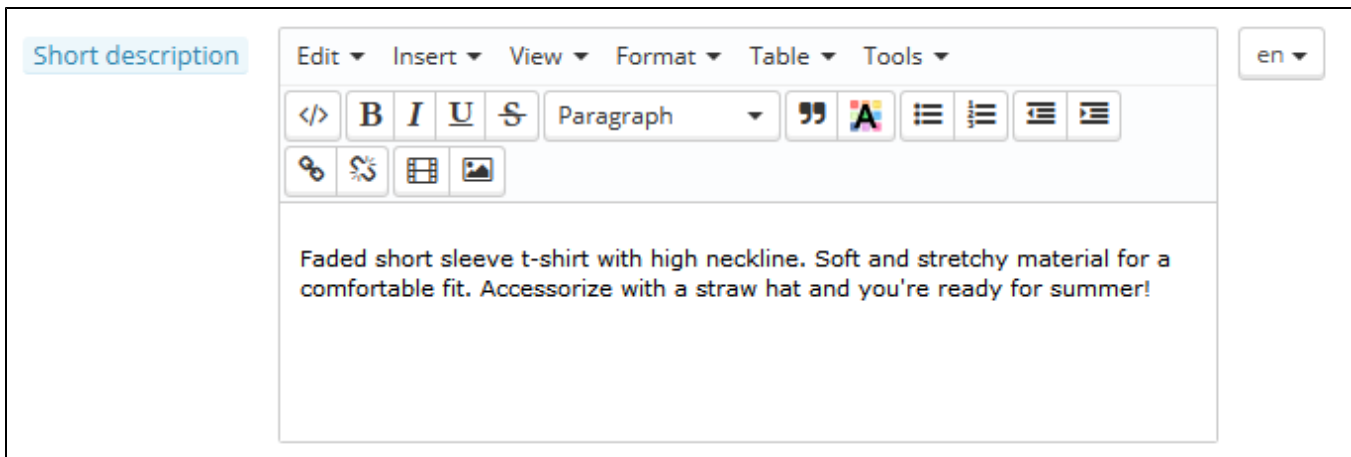 Short description
Edit Insert View Format Table Tools
en
</> B I U S Paragraph ” A
Faded short sleeve t-shirt with high neckline. Soft and stretchy material for a
comfortable fit. Accessorize with a straw hat and you're ready for summer!